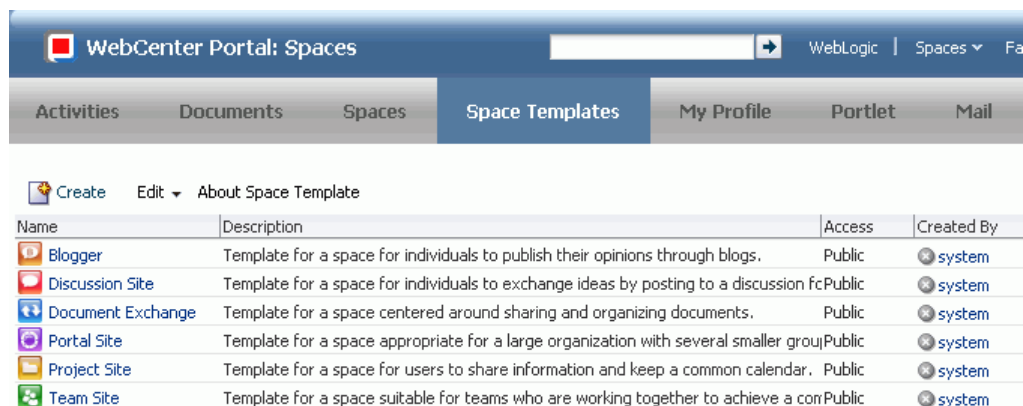 WebCenter Portal: Spaces WebLogic | Spaces Fa
Activities Documents Spaces Space Templates My Profile Portlet Mail
Create Edit About Space Template
Name Description Access Created By
Blogger Template for a space for individuals to publish their opinions through blogs. Public system
Discussion Site Template for a space for individuals to exchange ideas by posting to a discussion fc Public system
Document Exchange Template for a space centered around sharing and organizing documents. Public system
Portal Site Template for a space appropriate for a large organization with several smaller grou Public system
Project Site Template for a space for users to share information and keep a common calendar. Public system
Team Site Template for a space suitable for teams who are working together to achieve a con Public system